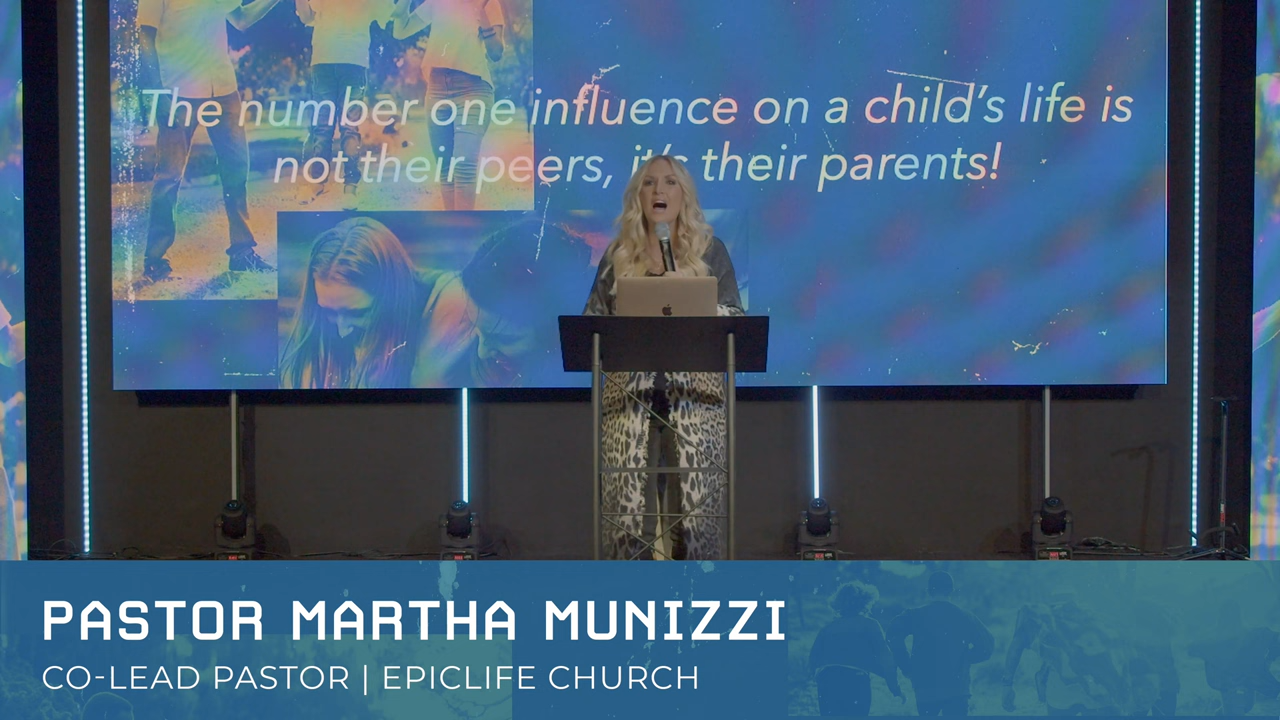 The number one influence on a child's life is
not their peers, it's their parents!
PASTOR MARTHA MUNIZZI
CO-LEAD PASTOR | EPICLIFE CHURCH